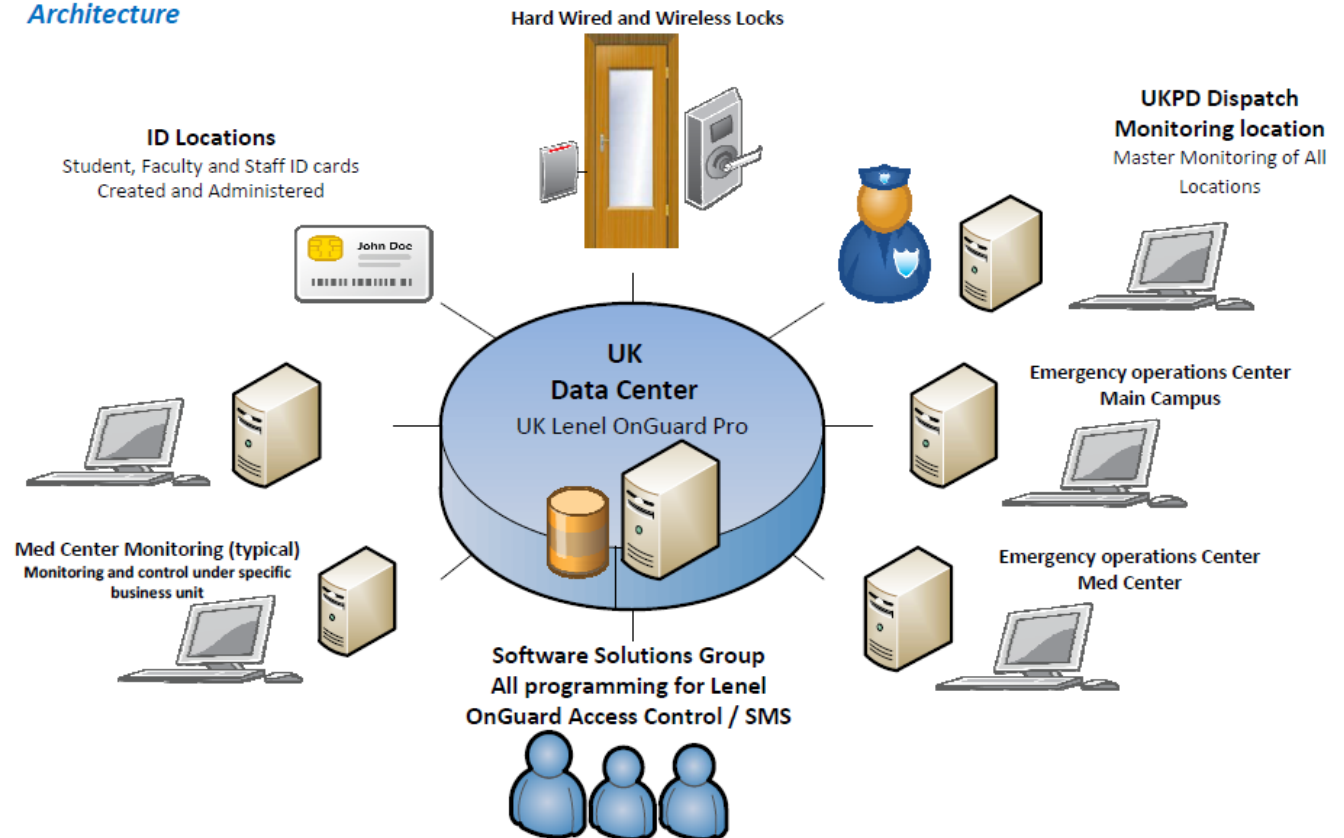 Architecture
Hard Wired and Wireless Locks
ID Locations
Student, Faculty and Staff ID cards
Created and Administered
John Doe
UKPD Dispatch
Monitoring location
Master Monitoring of All
Locations
UK
Data Center
UK Lenel OnGuard Pro
Emergency operations Center
Main Campus
Med Center Monitoring (typical)
Monitoring and control under specific
business unit
Emergency operations Center
Med Center
Software Solutions Group
All programming for Lenel
OnGuard Access Control / SMS